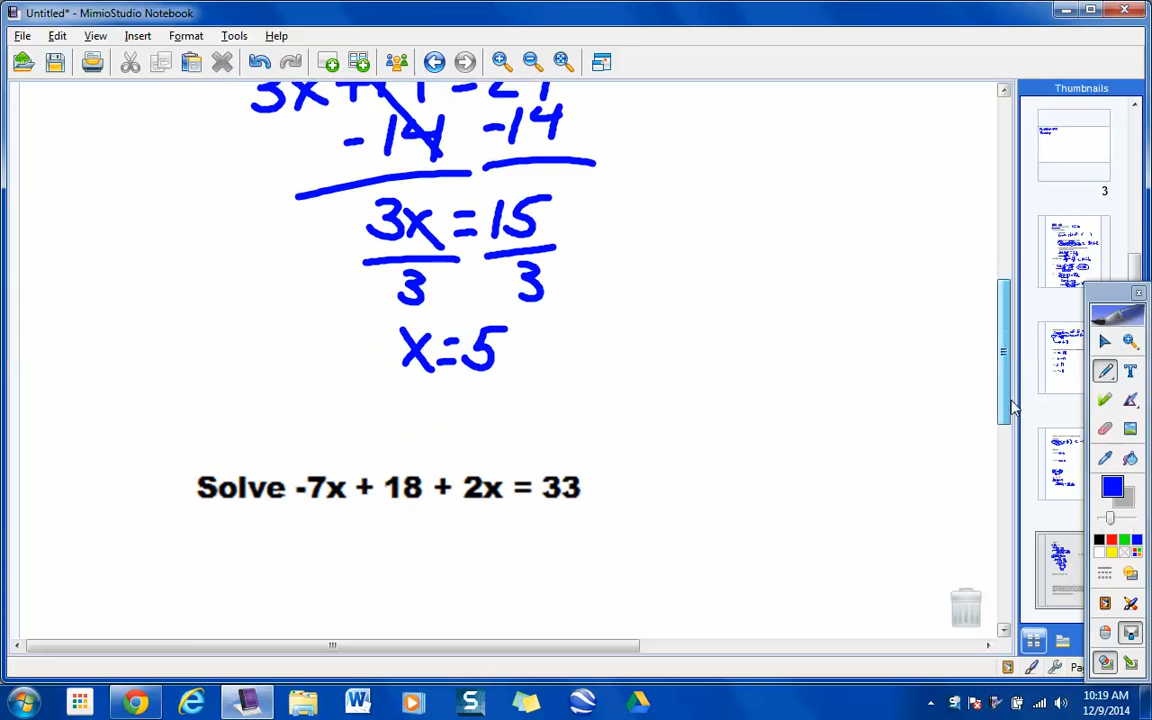 Untitled* - MimioStudio Notebook
File Edit View Insert Format Tools Help
Thumbnails
- 14 -14
3x = 15
3 3
x = 5
Solve -7x + 18 + 2x = 33
3
T
10:19 AM
12/9/2014